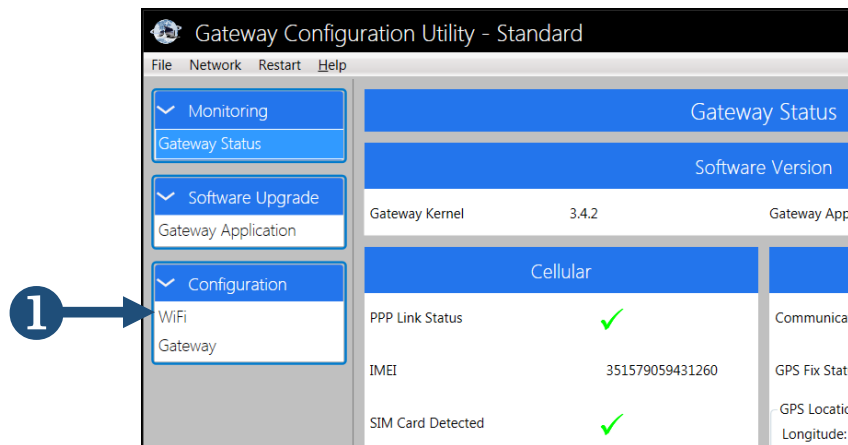 Gateway Configuration Utility - Standard
File Network Restart Help
Monitoring
Gateway Status
Software Upgrade
Gateway Application
Configuration
WiFi
Gateway
1
Gateway Status
Software Version
Gateway Kernel 3.4.2 Gateway App
Cellular
PPP Link Status
IMEI 351579059431260
SIM Card Detected
Communica
GPS Fix Stat
GPS Locatio
Longitude: